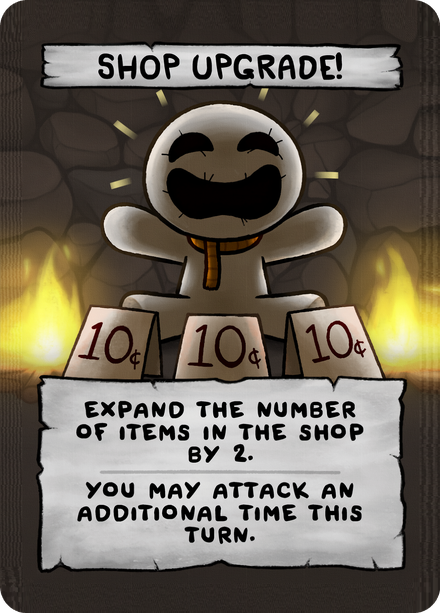 SHOP UPGRADE!
10¢ 10¢ 10¢
EXPAND THE NUMBER
OF ITEMS IN THE SHOP
BY 2.
YOU MAY ATTACK AN
ADDITIONAL TIME THIS
TURN.